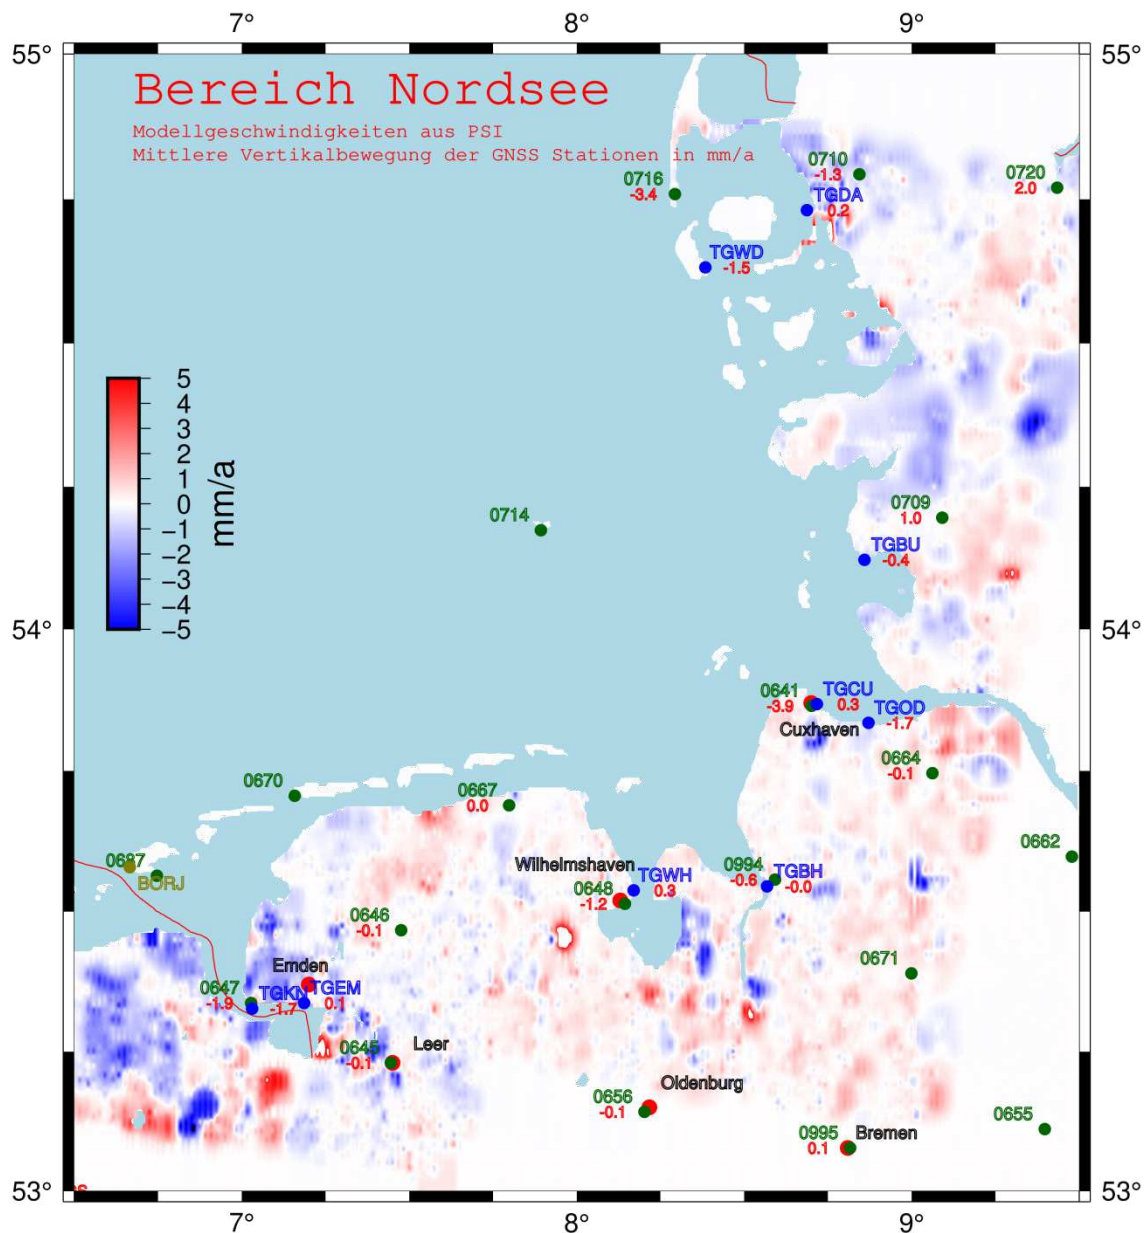 7° 8° 9°
55° 55°
Bereich Nordsee
Modellgeschwindigkeiten aus PSI
Mittlere Vertikalbewegung der GNSS Stationen in mm/a
0710
-1.3
0716
-3.4
0720
2.0
TGDA
0.2
TGWD
-1.5
5
4
3
2
1
0
−1
−2
−3
−4
−5
mm/a
0714
0709
1.0
TGBU
-0.4
54° 54°
0641
-3.9
TGCU
0.3
TGOD
-1.7
Cuxhaven
0664
-0.1
0670
0667
0.0
0662
0687
BORJ
Wilhelmshaven
TGWH
0.3
0648
-1.2
0994
-0.6
TGBH
-0.0
0646
-0.1
0671
Emden
0647
-1.9
TGKN
-1.7
TGEM
0.1
0645
-0.1
Leer
Oldenburg
0656
-0.1
0655
0995
0.1
Bremen
53° 53°
7° 8° 9°